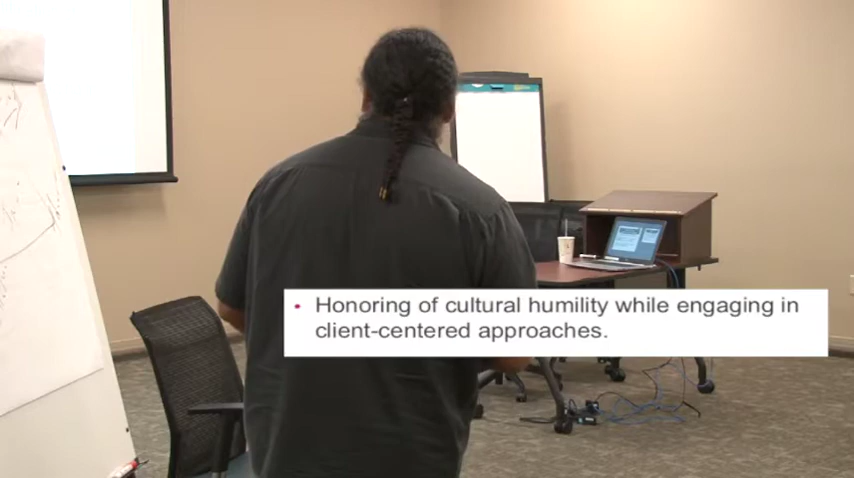 • Honoring of cultural humility while engaging in
client-centered approaches.